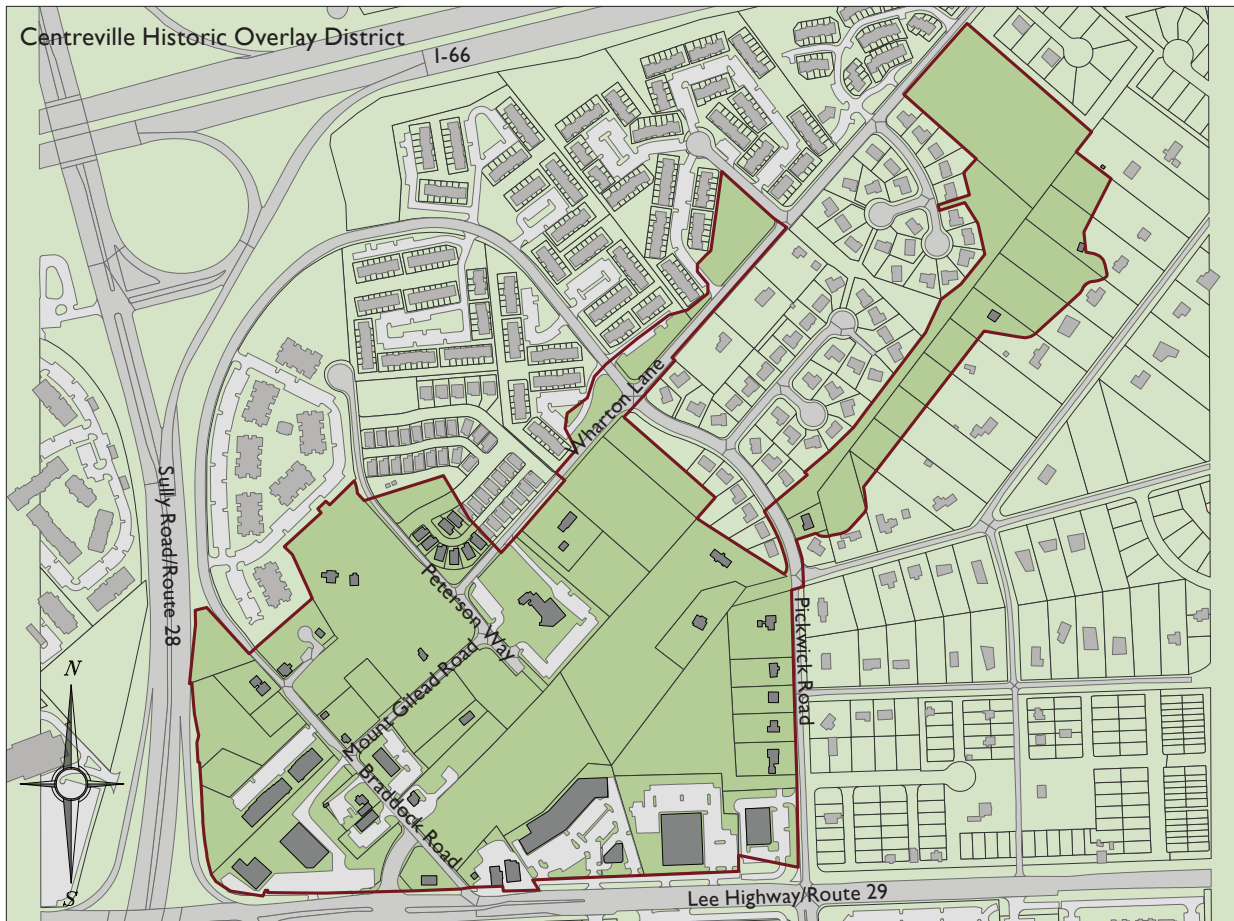 Centreville Historic Overlay District
I-66
Wharton Lane
Sully Road/Route 28
Peterson Way
Mount Gilead Road
Pickwick Road
Braddock Road
Lee Highway/Route 29
N
S